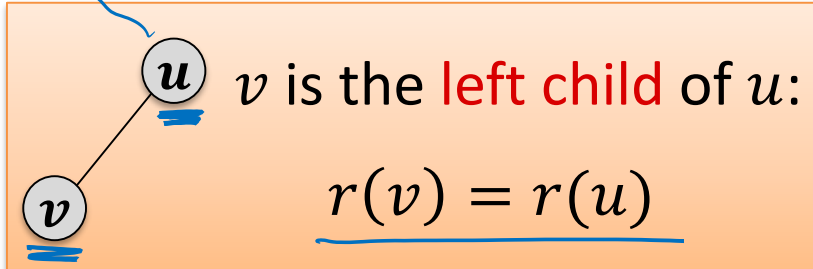 u
v is the left child of u:
v
r(v) = r(u)